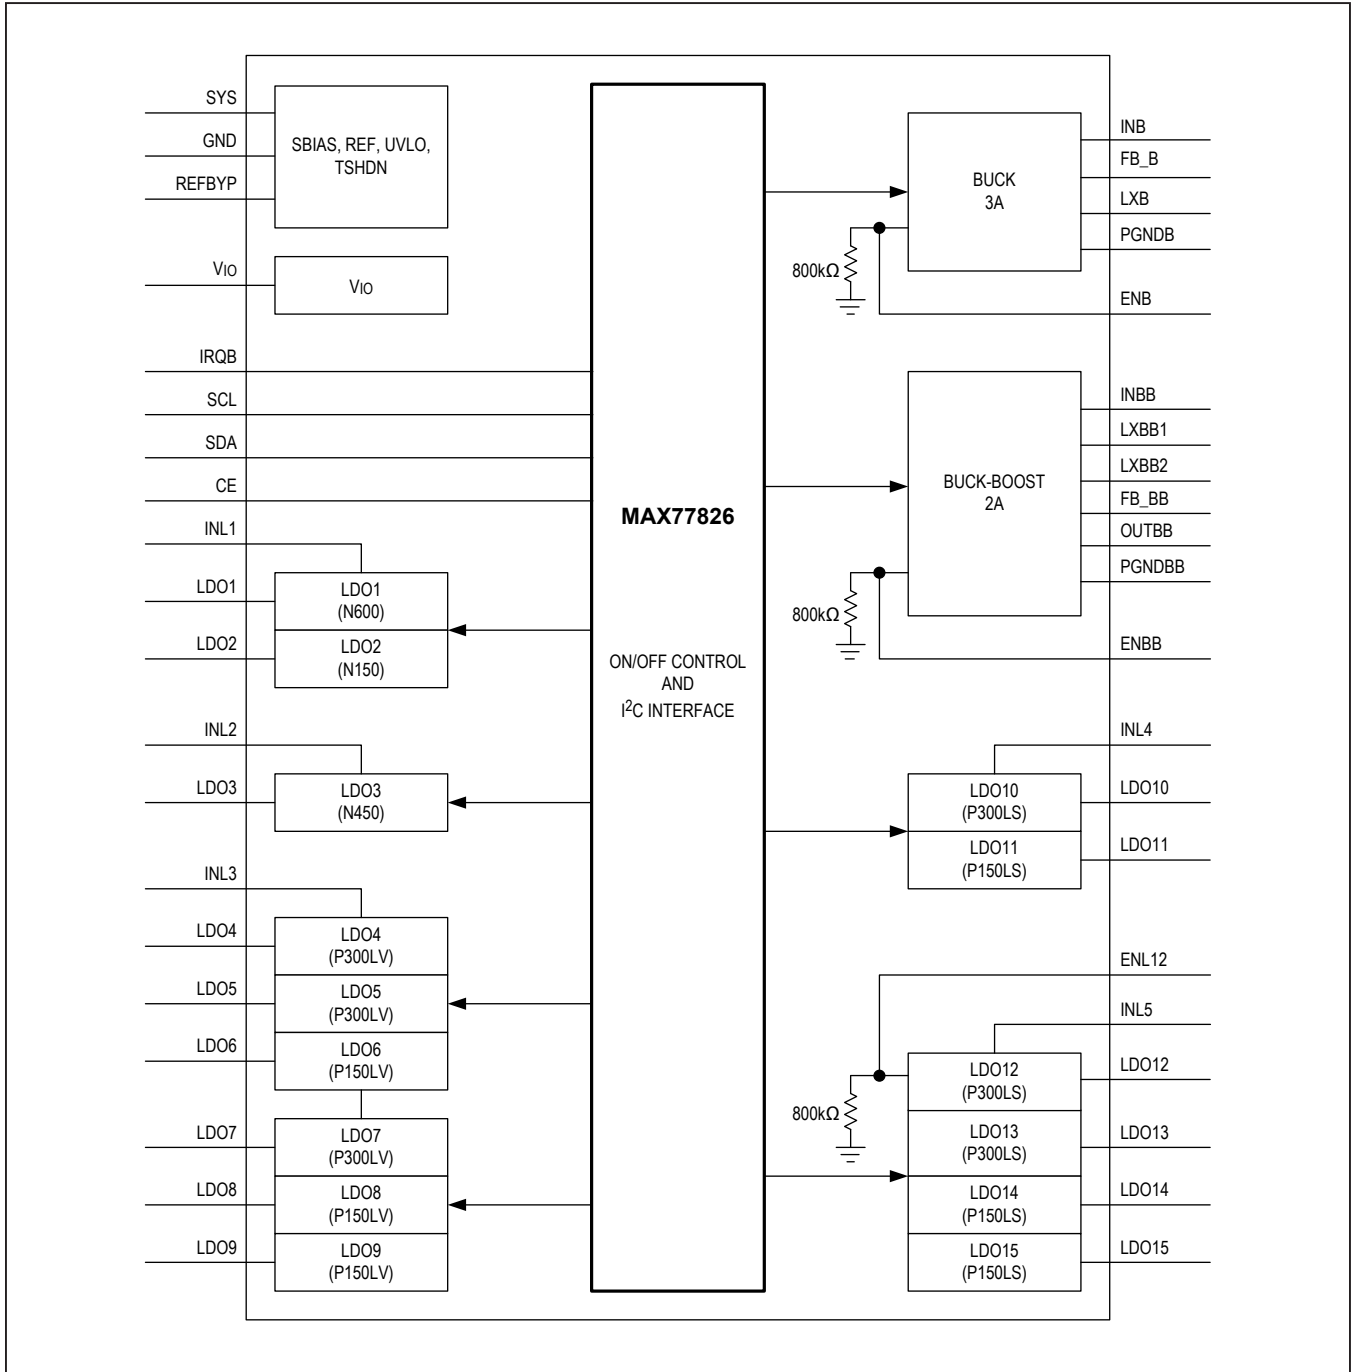 SYS
GND
REFBYP
SBIAS, REF, UVLO,
TSHDN
VIO
VIO
IRQB
SCL
SDA
CE
INL1
LDO1
LDO1
(N600)
LDO2
LDO2
(N150)
INL2
LDO3
LDO3
(N450)
INL3
LDO4
LDO4
(P300LV)
LDO5
LDO5
(P300LV)
LDO6
LDO6
(P150LV)
LDO7
LDO7
(P300LV)
LDO8
LDO8
(P150LV)
LDO9
LDO9
(P150LV)
MAX77826
ON/OFF CONTROL
AND
I2C INTERFACE
BUCK
3A
INB
FB_B
LXB
PGNDB
800kΩ
ENB
BUCK-BOOST
2A
INBB
LXBB1
LXBB2
FB_BB
OUTBB
PGNDBB
800kΩ
ENBB
INL4
LDO10
(P300LS)
LDO10
LDO11
(P150LS)
LDO11
ENL12
INL5
LDO12
(P300LS)
LDO12
800kΩ
LDO13
(P300LS)
LDO13
LDO14
(P150LS)
LDO14
LDO15
(P150LS)
LDO15